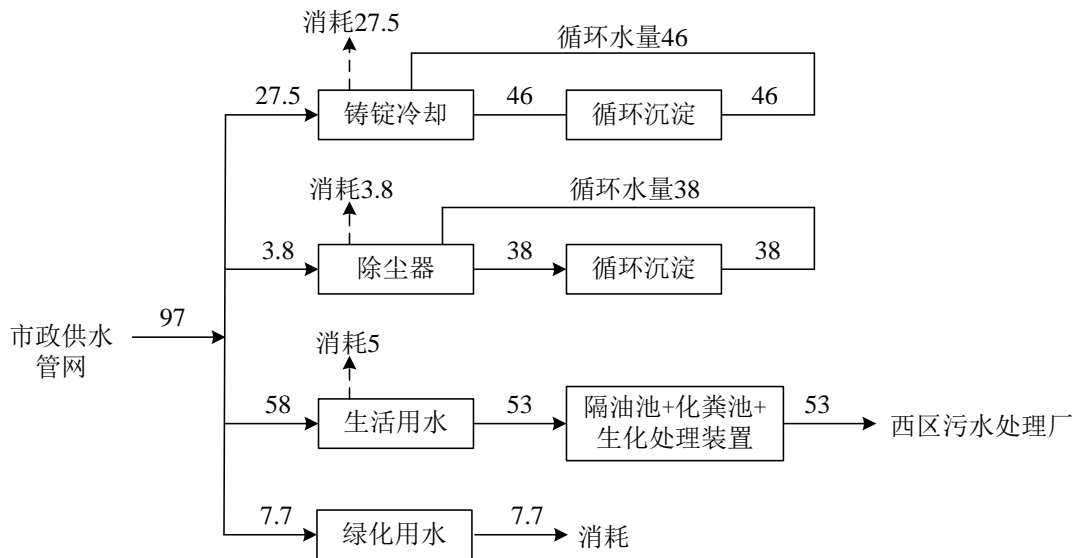 消耗27.5
循环水量46
27.5
铸锭冷却
46
循环沉淀
46
消耗3.8
循环水量38
3.8
除尘器
38
循环沉淀
38
市政供水
管网
97
消耗5
58
生活用水
53
隔油池+化粪池+
生化处理装置
53
西区污水处理厂
7.7
绿化用水
7.7
消耗